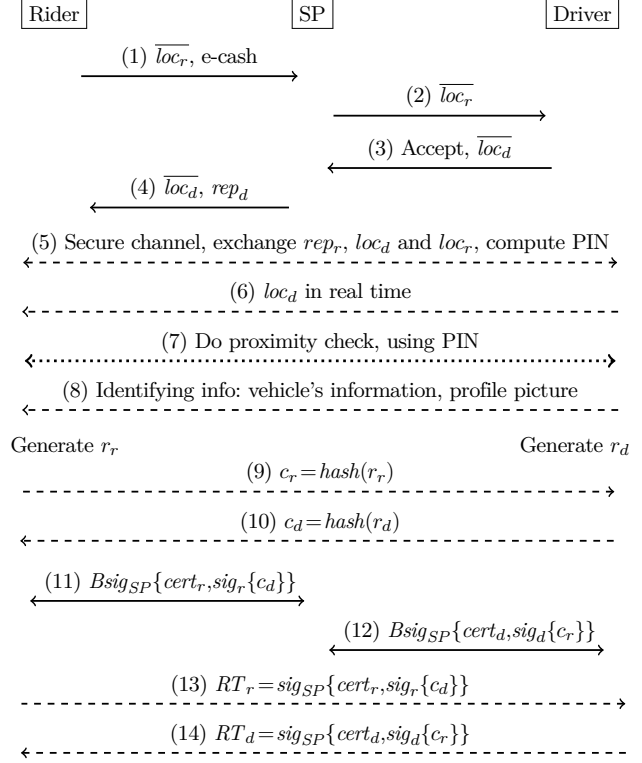 Rider SP Driver
(1) \overline{loc_r}, e-cash
(2) \overline{loc_r}
(3) Accept, \overline{loc_d}
(4) \overline{loc_d}, rep_d
(5) Secure channel, exchange rep_r, loc_d and loc_r, compute PIN
(6) loc_d in real time
(7) Do proximity check, using PIN
(8) Identifying info: vehicle's information, profile picture
Generate r_r Generate r_d
(9) c_r=hash(r_r)
(10) c_d=hash(r_d)
(11) Bsig_{SP}{cert_r,sig_r{c_d}}
(12) Bsig_{SP}{cert_d,sig_d{c_r}}
(13) RT_r=sig_{SP}{cert_r,sig_r{c_d}}
(14) RT_d=sig_{SP}{cert_d,sig_d{c_r}}